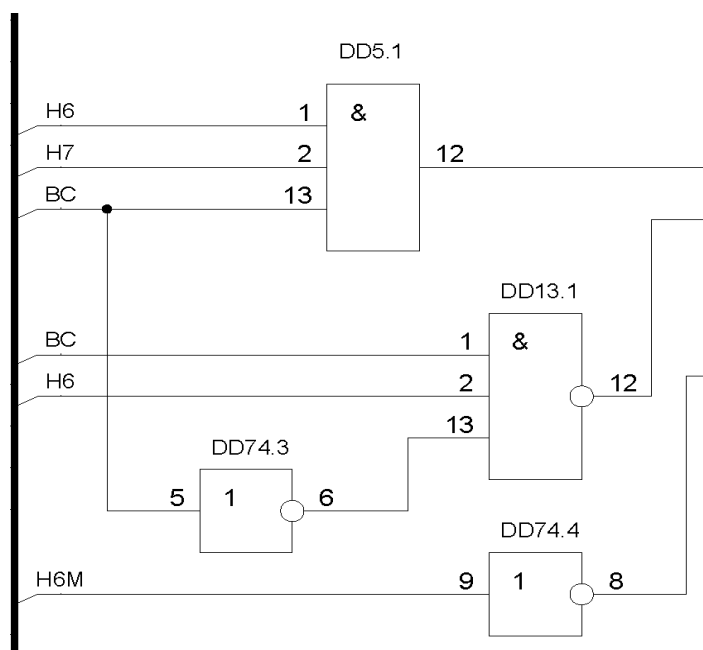 DD5.1
H6 1 &
H7 2 12
BC 13
DD13.1
BC 1 &
H6 2 12
13
DD74.3
5 1 6
DD74.4
H6M 9 1 8